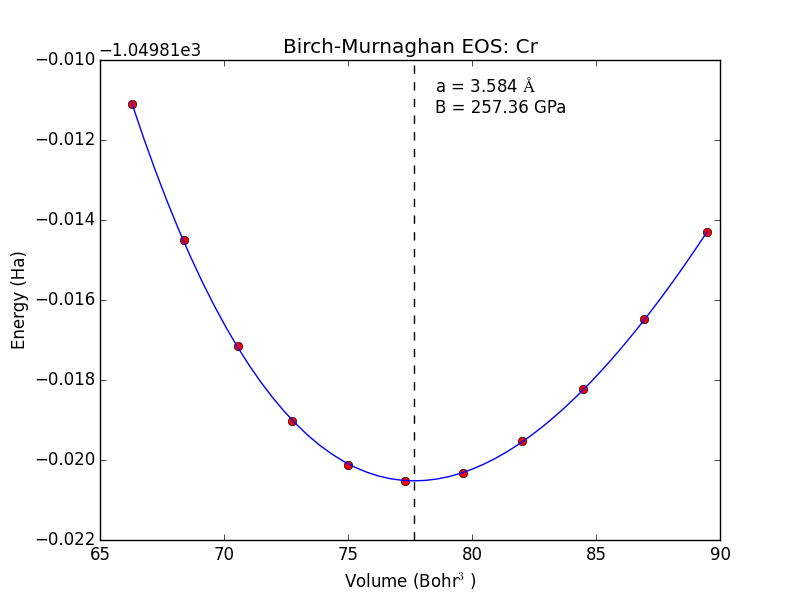 Birch-Murnaghan EOS: Cr
−1.04981e3
a = 3.584 Å
B = 257.36 GPa
−0.010
−0.012
−0.014
−0.016
−0.018
−0.020
−0.022
Energy (Ha)
65 70 75 80 85 90
Volume (Bohr³ )